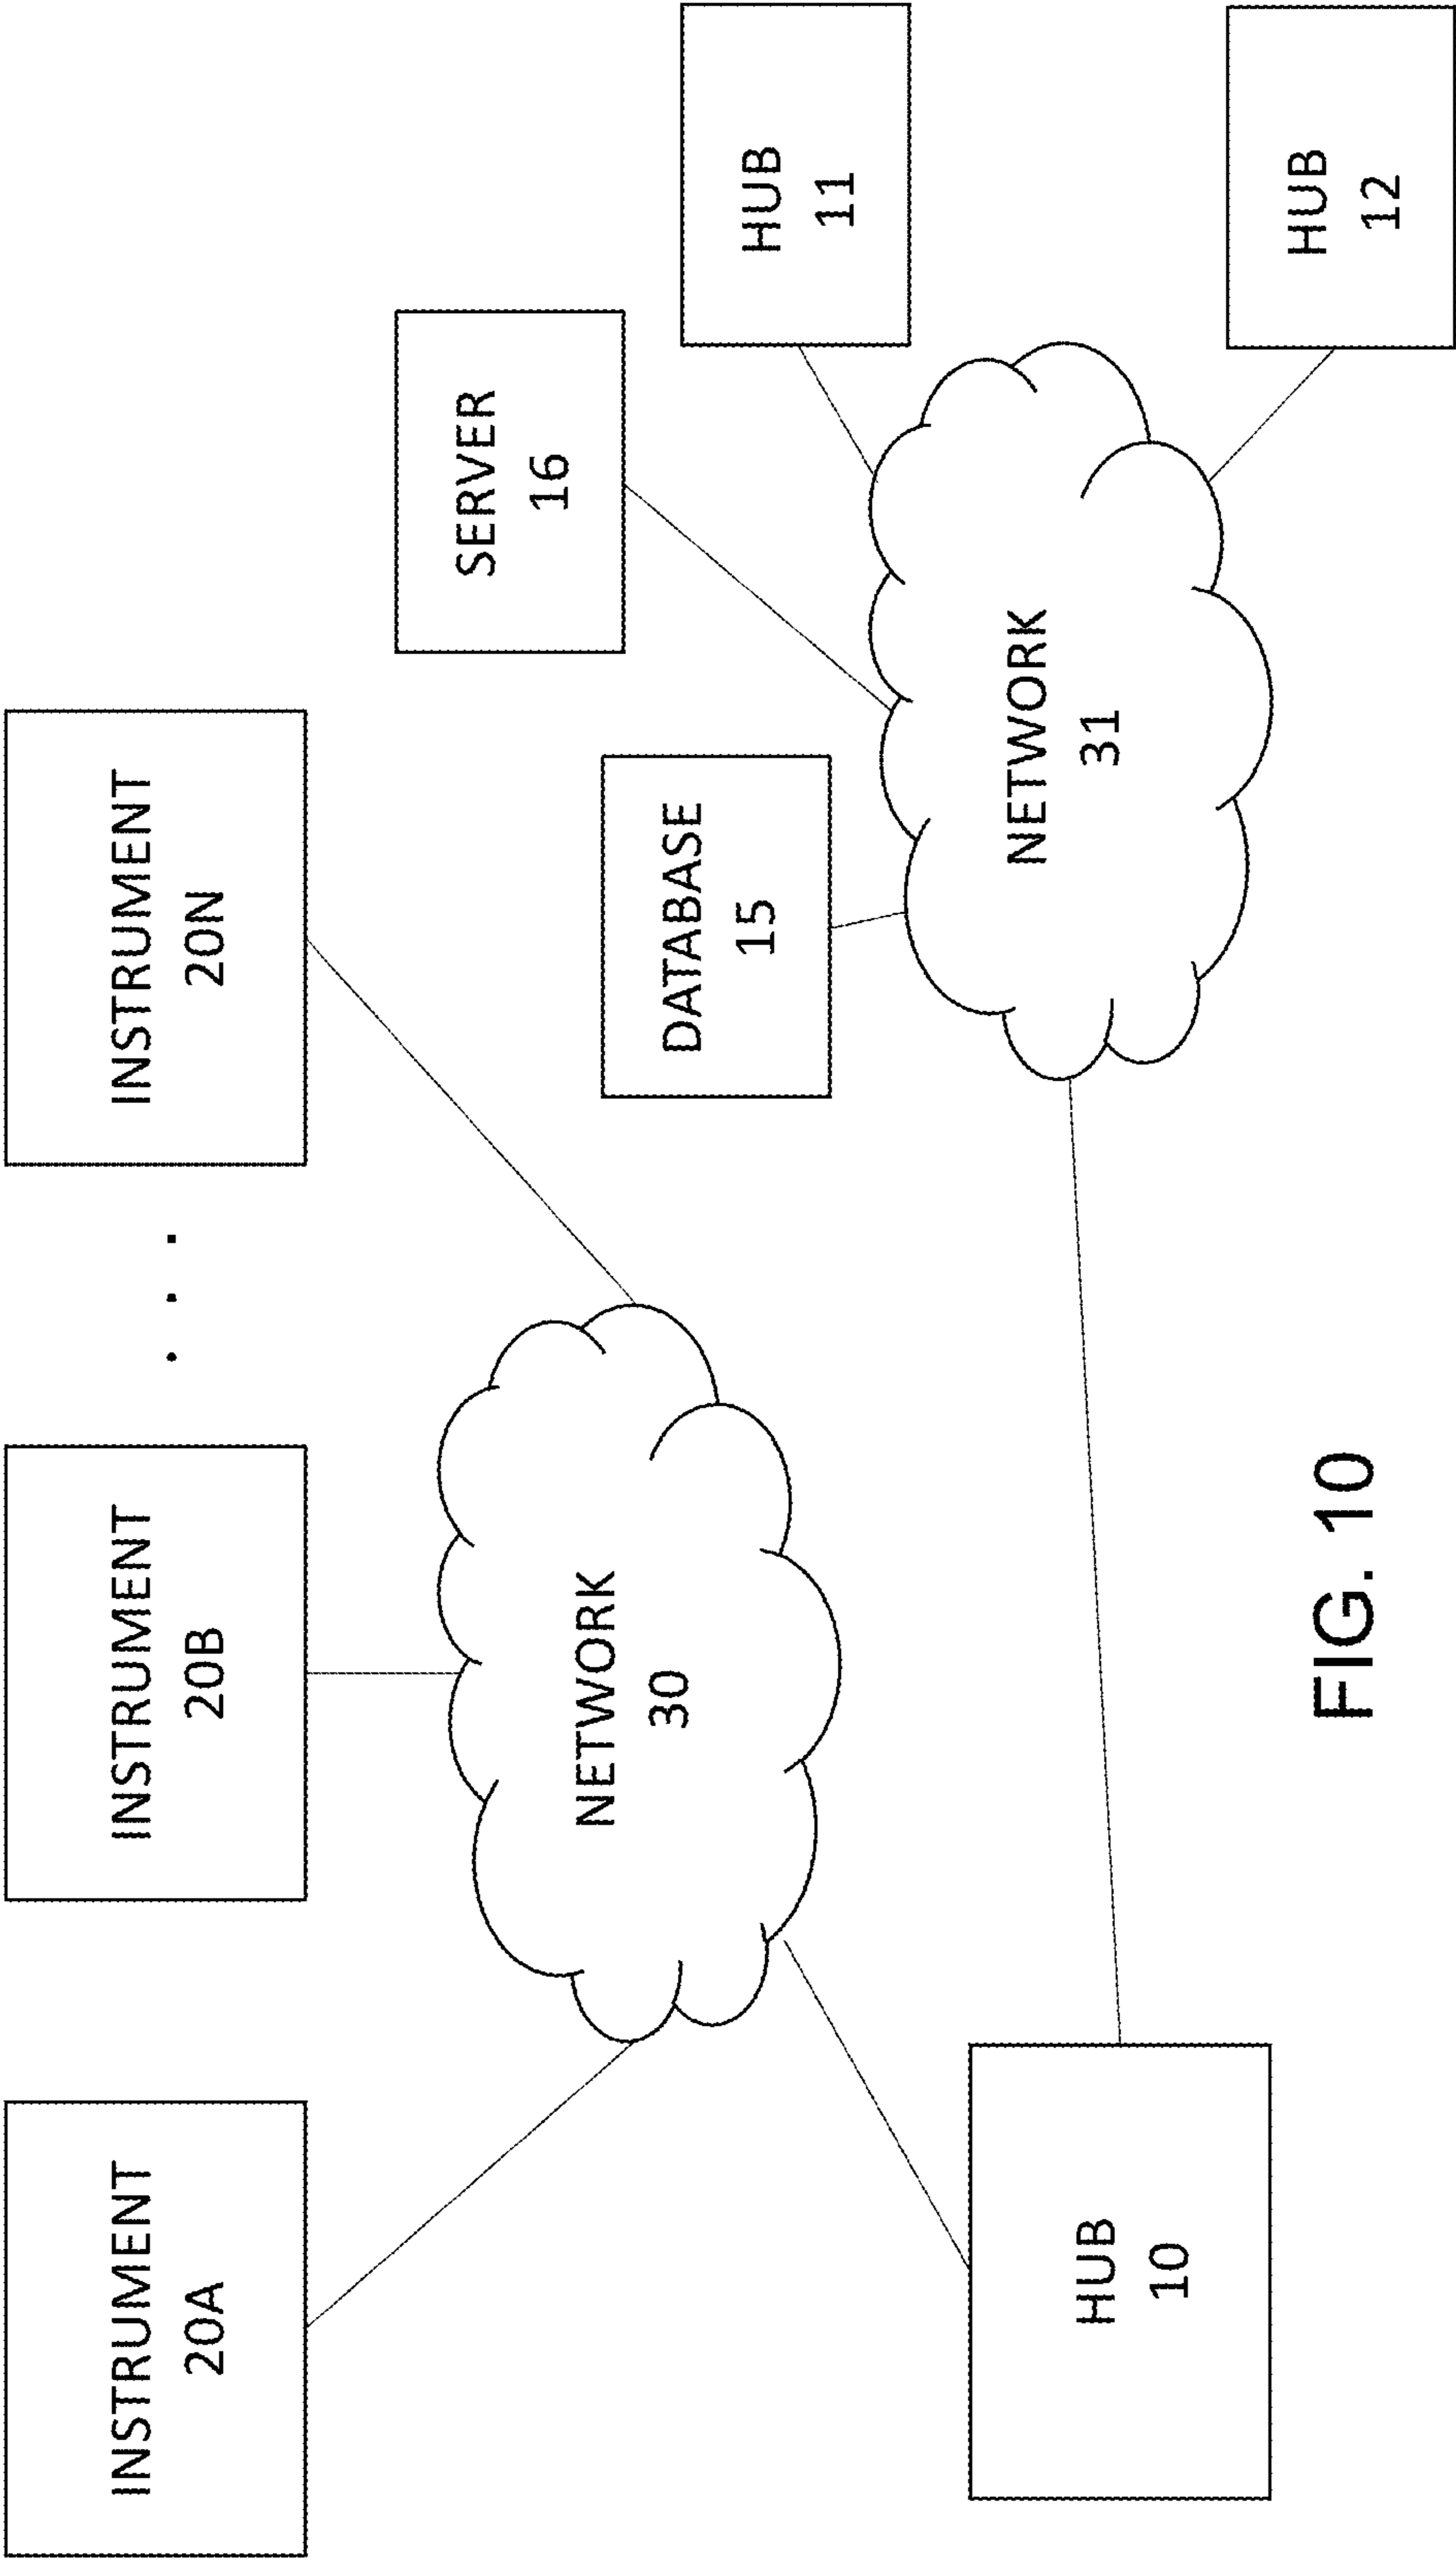 INSTRUMENT
20A
INSTRUMENT
20B
. . .
INSTRUMENT
20N
NETWORK
30
SERVER
16
DATABASE
15
HUB
11
NETWORK
31
HUB
10
HUB
12
FIG. 10